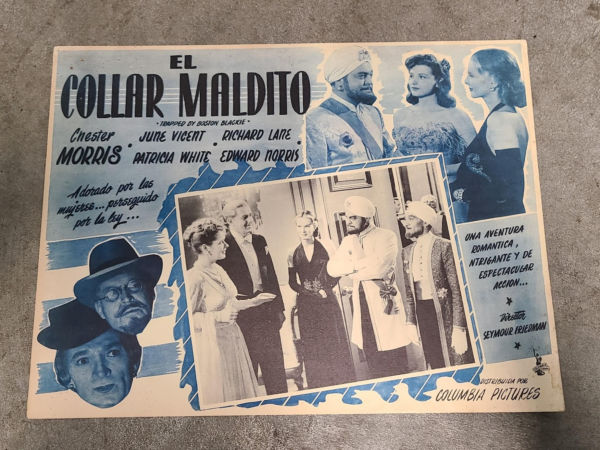 EL
COLLAR MALDITO
• TRAPPED BY BOSTON BLACKIE •
Chester MORRIS • JUNE VICENT • RICHARD LANE
PATRICIA WHITE • EDWARD NORRIS
Adorado por las
mujeres... perseguido
por la ley...
UNA AVENTURA
ROMANTICA,
NTRIGANTE Y DE
ESPECTACULAR
ACCION...
Director
SEYMOUR FRIEDMAN
DISTRIBUIDA POR
COLUMBIA PICTURES